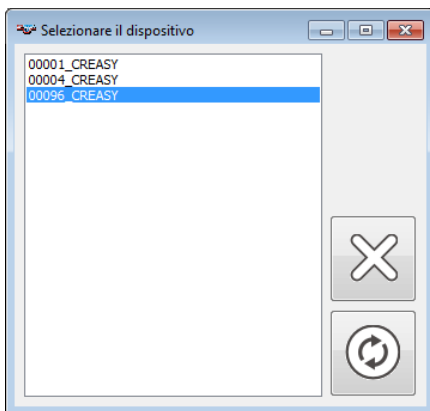 Selezionare il dispositivo
00001_CREASY
00004_CREASY
00096_CREASY